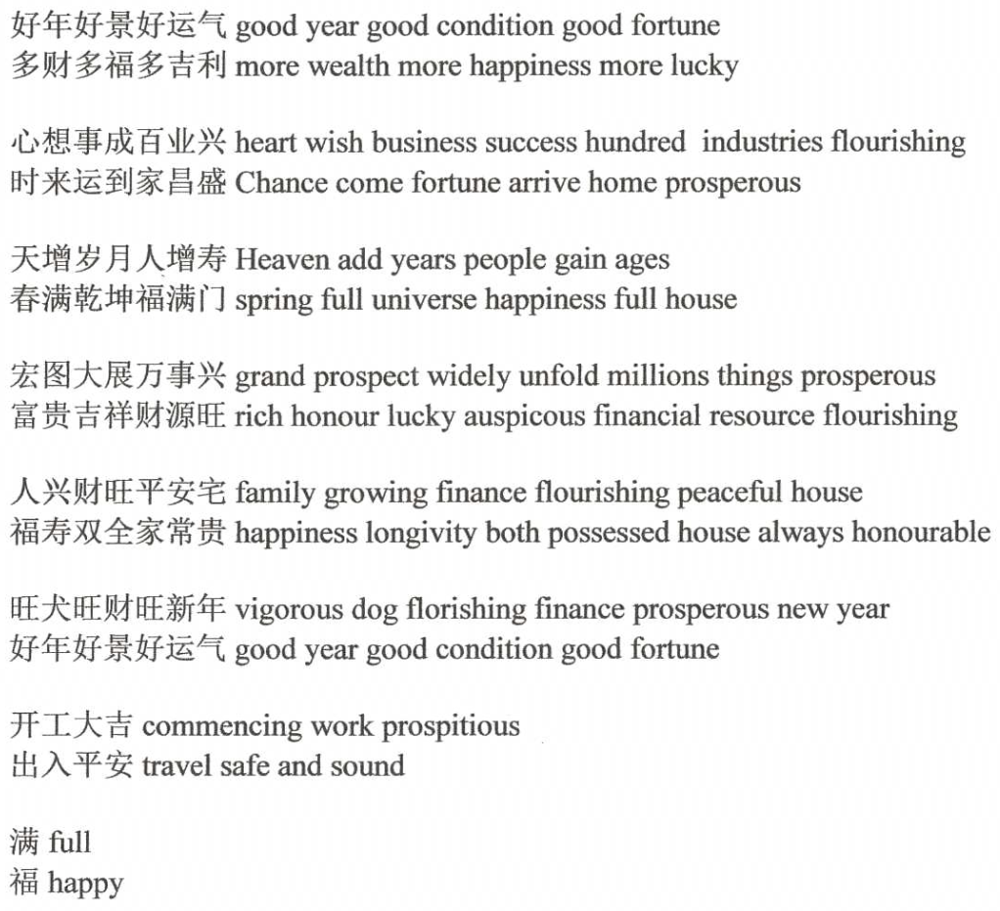 好年好景好运气 good year good condition good fortune
多财多福多吉利 more wealth more happiness more lucky
心想事成百业兴 heart wish business success hundred industries flourishing
时来运到家昌盛 Chance come fortune arrive home prosperous
天增岁月人增寿 Heaven add years people gain ages
春满乾坤福满门 spring full universe happiness full house
宏图大展万事兴 grand prospect widely unfold millions things prosperous
富贵吉祥财源旺 rich honour lucky auspicous financial resource flourishing
人兴财旺平安宅 family growing finance flourishing peaceful house
福寿双全家常贵 happiness longivity both possessed house always honourable
旺犬旺财旺新年 vigorous dog florishing finance prosperous new year
好年好景好运气 good year good condition good fortune
开工大吉 commencing work prospitious
出入平安 travel safe and sound
满 full
福 happy